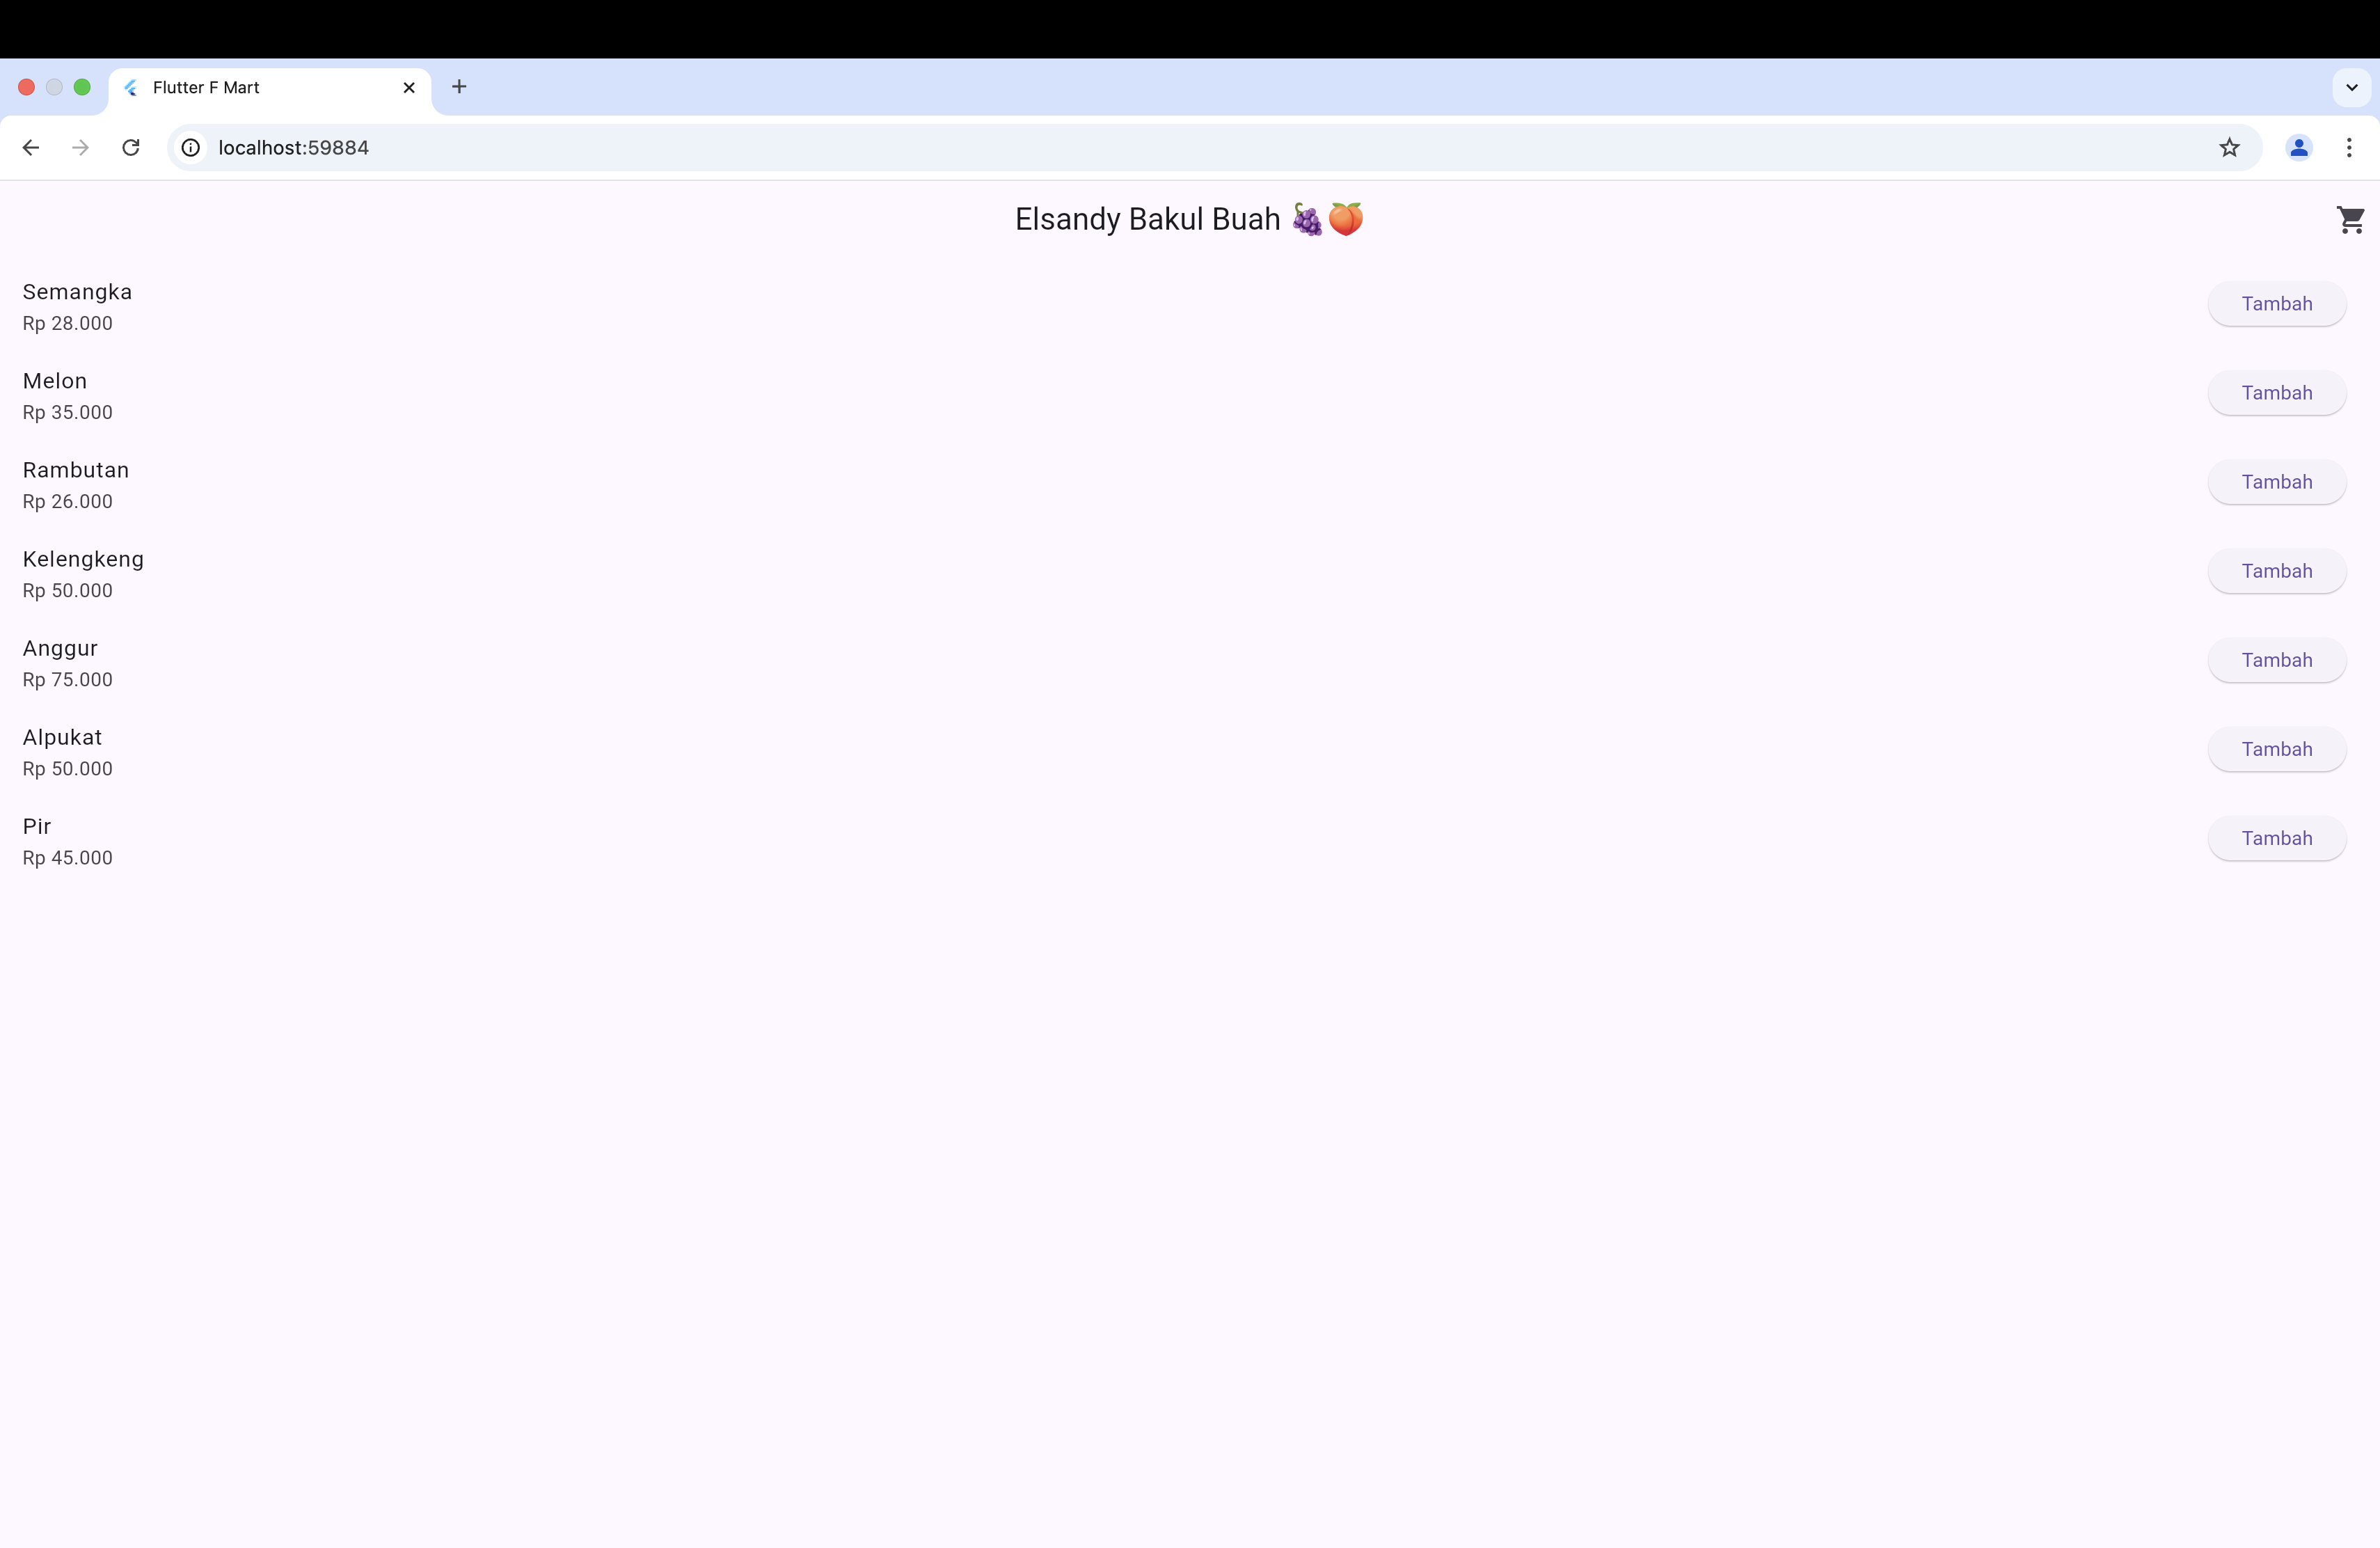 Flutter F Mart
localhost:59884
Elsandy Bakul Buah 🍇🍑
Semangka
Rp 28.000
Tambah
Melon
Rp 35.000
Tambah
Rambutan
Rp 26.000
Tambah
Kelengkeng
Rp 50.000
Tambah
Anggur
Rp 75.000
Tambah
Alpukat
Rp 50.000
Tambah
Pir
Rp 45.000
Tambah